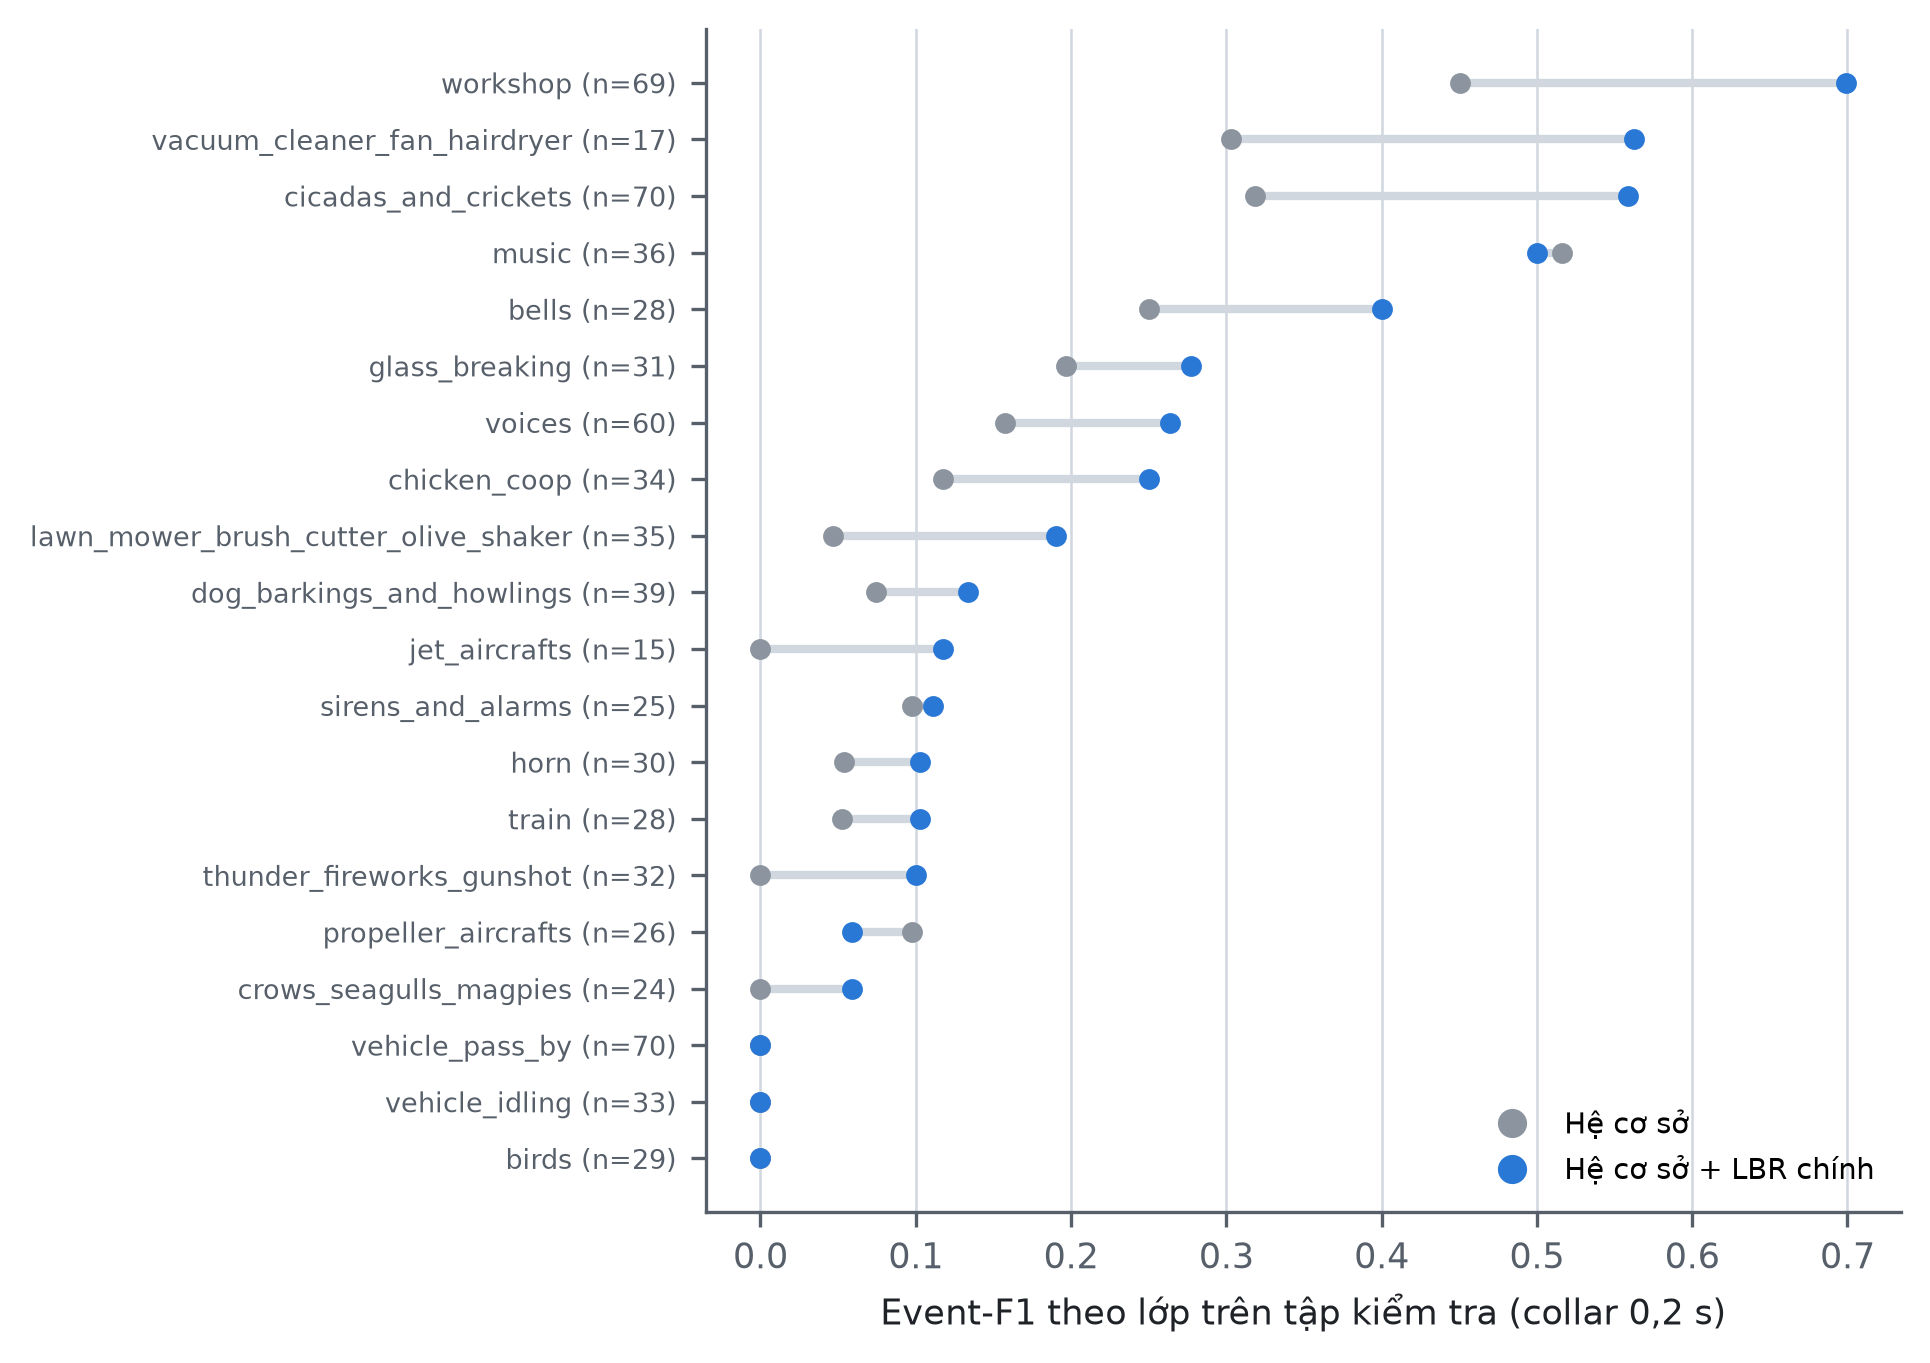 workshop (n=69)
vacuum_cleaner_fan_hairdryer (n=17)
cicadas_and_crickets (n=70)
music (n=36)
bells (n=28)
glass_breaking (n=31)
voices (n=60)
chicken_coop (n=34)
lawn_mower_brush_cutter_olive_shaker (n=35)
dog_barkings_and_howlings (n=39)
jet_aircrafts (n=15)
sirens_and_alarms (n=25)
horn (n=30)
train (n=28)
thunder_fireworks_gunshot (n=32)
propeller_aircrafts (n=26)
crows_seagulls_magpies (n=24)
vehicle_pass_by (n=70)
vehicle_idling (n=33)
birds (n=29)
Hệ cơ sở
Hệ cơ sở + LBR chính
0.0 0.1 0.2 0.3 0.4 0.5 0.6 0.7
Event-F1 theo lớp trên tập kiểm tra (collar 0,2 s)